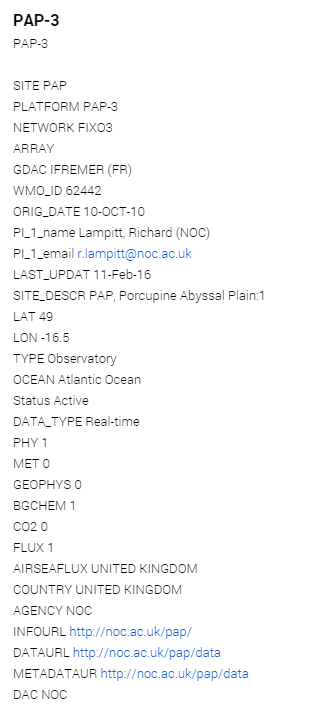 PAP-3
PAP-3
SITE PAP
PLATFORM PAP-3
NETWORK FIXO3
ARRAY
GDAC IFREMER (FR)
WMO_ID 62442
ORIG_DATE 10-OCT-10
PI_1_name Lampitt, Richard (NOC)
PI_1_email r.lampitt@noc.ac.uk
LAST_UPDAT 11-Feb-16
SITE_DESCR PAP, Porcupine Abyssal Plain:1
LAT 49
LON -16.5
TYPE Observatory
OCEAN Atlantic Ocean
Status Active
DATA_TYPE Real-time
PHY 1
MET 0
GEOPHYS 0
BGCHEM 1
CO2 0
FLUX 1
AIRSEAFLUX UNITED KINGDOM
COUNTRY UNITED KINGDOM
AGENCY NOC
INFOURL http://noc.ac.uk/pap/
DATAURL http://noc.ac.uk/pap/data
METADATAUR http://noc.ac.uk/pap/data
DAC NOC